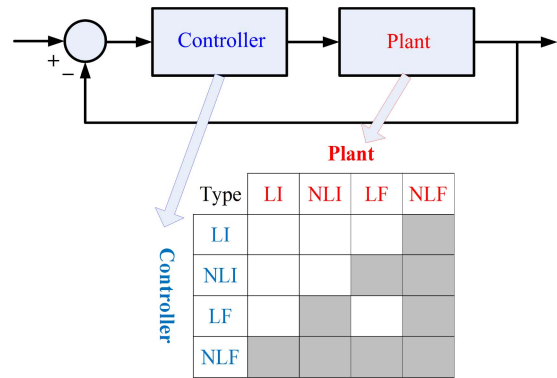 Controller
Plant
+
−
Plant
Type LI NLI LF NLF
Controller
LI
NLI
LF
NLF